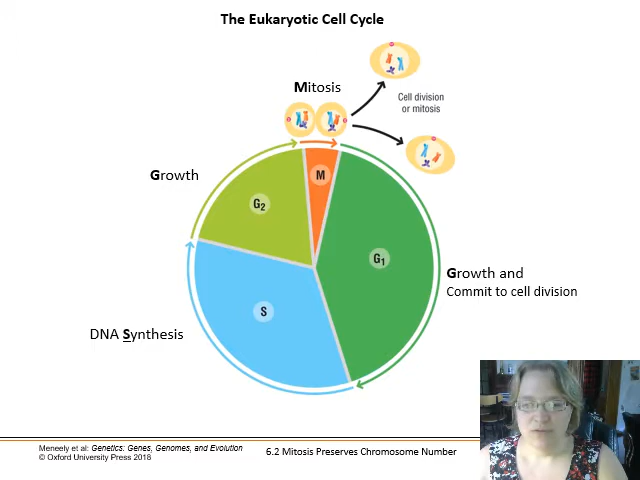 The Eukaryotic Cell Cycle
Mitosis
Cell division
or mitosis
Growth
M
G2
G1
Growth and
Commit to cell division
S
DNA Synthesis
Meneely et al: Genetics: Genes, Genomes, and Evolution
© Oxford University Press 2018
6.2 Mitosis Preserves Chromosome Number